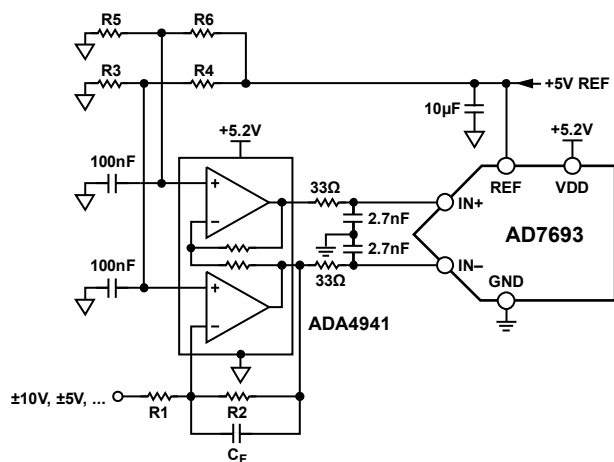 R5
R6
R3
R4
+5V REF
10µF
+5.2V
+5.2V
100nF
REF
VDD
+
33Ω
IN+
–
2.7nF
AD7693
2.7nF
100nF
+
33Ω
IN–
GND
–
ADA4941
±10V, ±5V, ...
R1
R2
CF